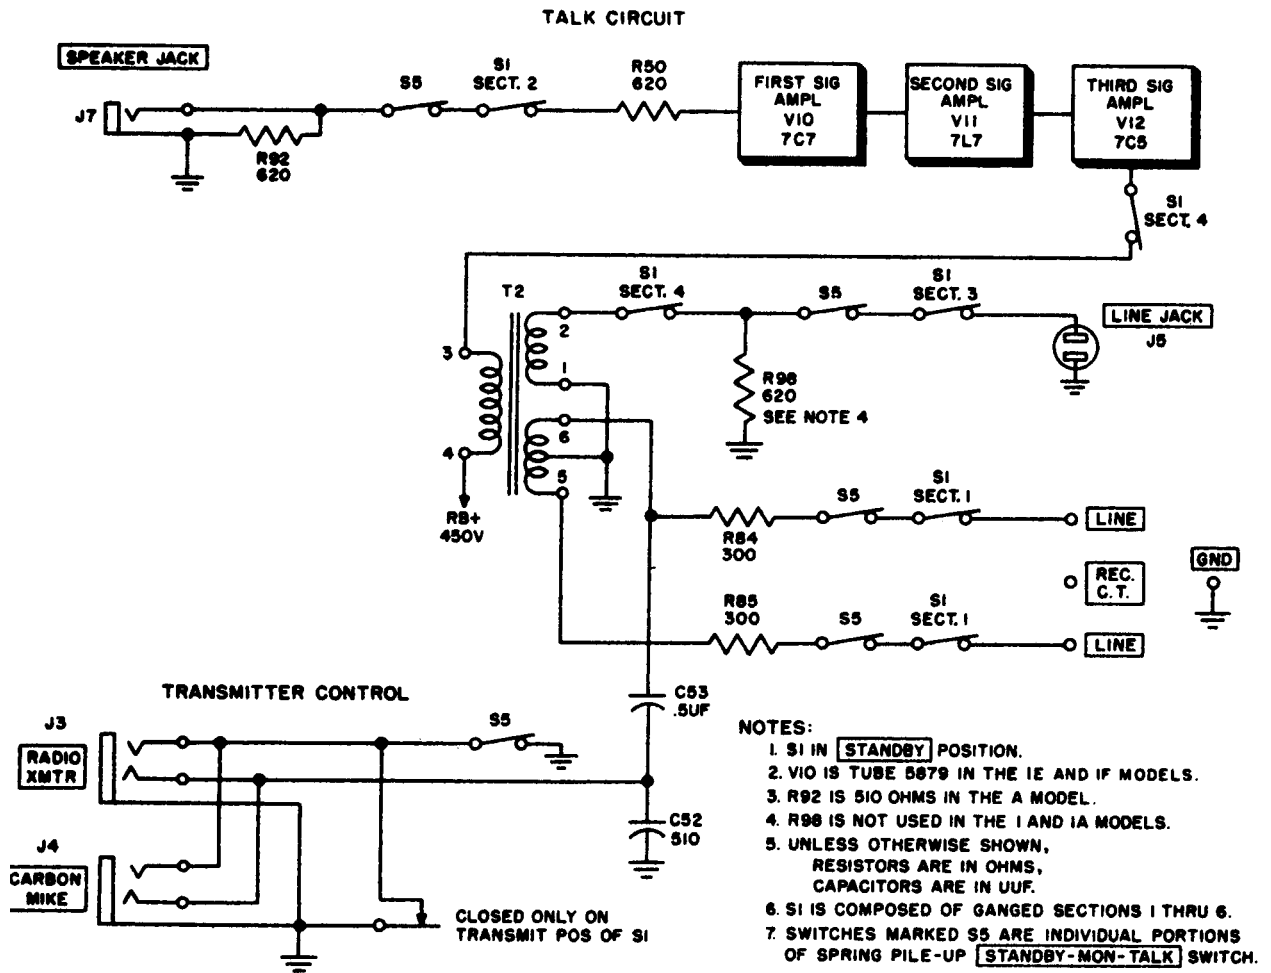 TALK CIRCUIT
SPEAKER JACK
J7
R92
620
S5
S1
SECT. 2
R50
620
FIRST SIG
AMPL
V10
7C7
SECOND SIG
AMPL
V11
7L7
THIRD SIG
AMPL
V12
7C5
S1
SECT. 4
T2
3
4
RB+
450V
2
1
6
5
S1
SECT. 4
R98
620
SEE NOTE 4
S5
S1
SECT. 3
LINE JACK
J5
R84
300
S5
S1
SECT. 1
LINE
REC.
C.T.
GND
R85
300
S5
S1
SECT. 1
LINE
TRANSMITTER CONTROL
J3
RADIO
XMTR
S5
C53
.5UF
C52
510
J4
CARBON
MIKE
CLOSED ONLY ON
TRANSMIT POS OF S1
NOTES:
1. S1 IN STANDBY POSITION.
2. V10 IS TUBE 5879 IN THE 1E AND 1F MODELS.
3. R92 IS 510 OHMS IN THE A MODEL.
4. R98 IS NOT USED IN THE 1 AND 1A MODELS.
5. UNLESS OTHERWISE SHOWN,
RESISTORS ARE IN OHMS,
CAPACITORS ARE IN UUF.
6. S1 IS COMPOSED OF GANGED SECTIONS 1 THRU 6.
7. SWITCHES MARKED S5 ARE INDIVIDUAL PORTIONS
OF SPRING PILE-UP STANDBY-MON-TALK SWITCH.